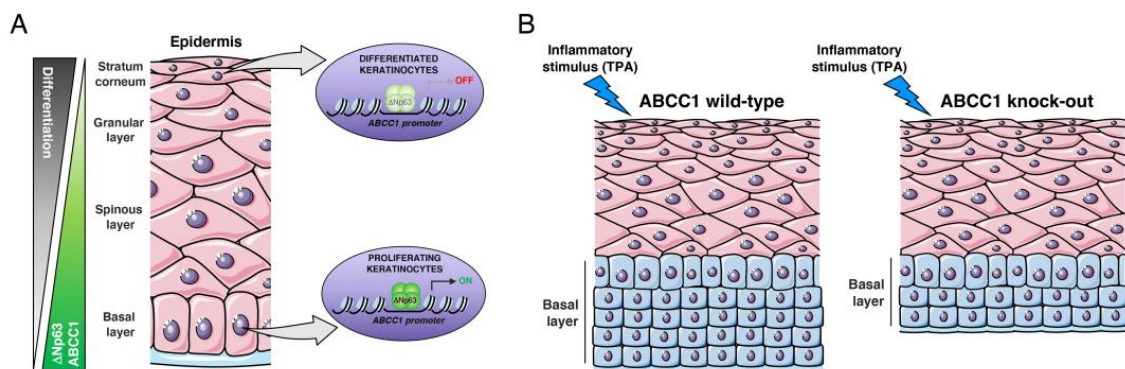 A
Epidermis
Differentiation
ΔNp63
ABCC1
Stratum
corneum
Granular
layer
Spinous
layer
Basal
layer
DIFFERENTIATED
KERATINOCYTES
OFF
ΔNp63
ABCC1 promoter
PROLIFERATING
KERATINOCYTES
ON
ΔNp63
ABCC1 promoter
B
Inflammatory
stimulus (TPA)
ABCC1 wild-type
Basal
layer
Inflammatory
stimulus (TPA)
ABCC1 knock-out
Basal
layer